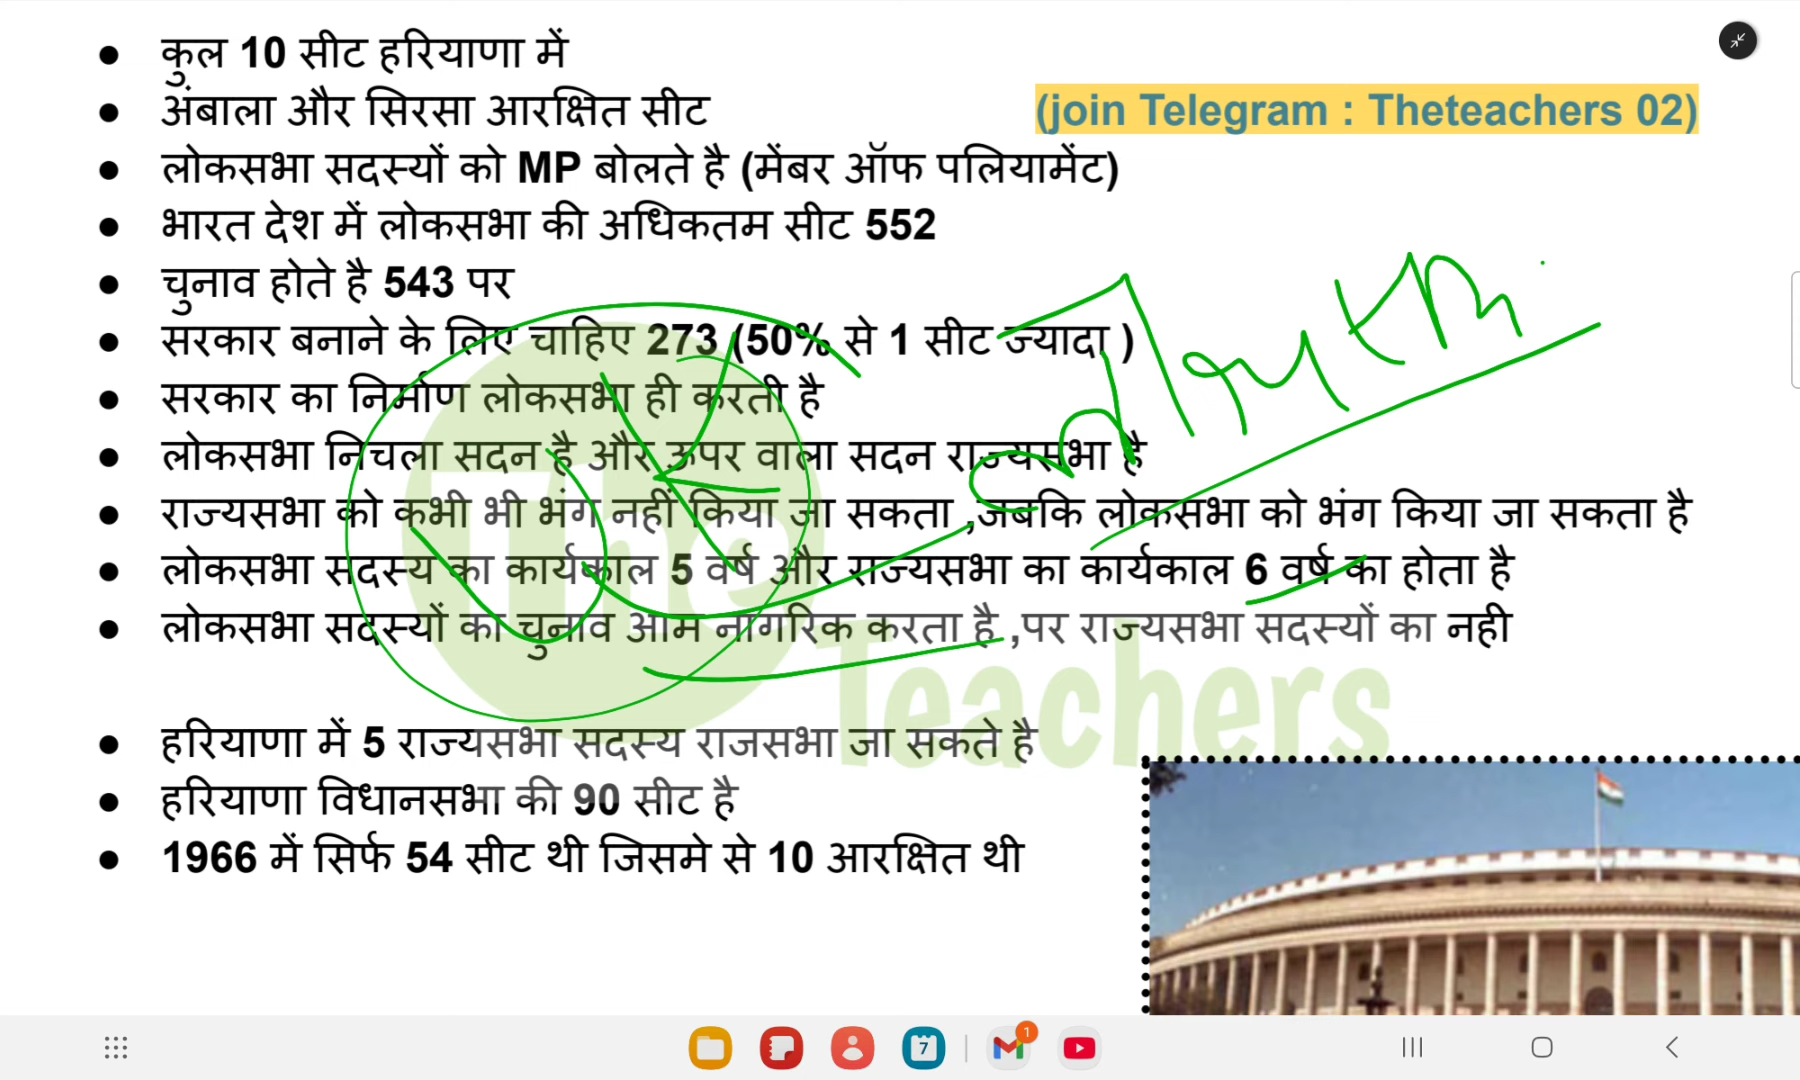 कुल 10 सीट हरियाणा में
अंबाला और सिरसा आरक्षित सीट
(join Telegram : Theteachers 02)
लोकसभा सदस्यों को MP बोलते है (मेंबर ऑफ पलियामेंट)
भारत देश में लोकसभा की अधिकतम सीट 552
चुनाव होते है 543 पर
सरकार बनाने के लिए चाहिए 273 (50% से 1 सीट ज्यादा )
सरकार का निर्माण लोकसभा ही करती है
लोकसभा निचला सदन है और ऊपर वाला सदन राज्यसभा है
राज्यसभा को कभी भी भंग नहीं किया जा सकता ,जबकि लोकसभा को भंग किया जा सकता है
लोकसभा सदस्य का कार्यकाल 5 वर्ष और राज्यसभा का कार्यकाल 6 वर्ष का होता है
लोकसभा सदस्यों का चुनाव आम नागरिक करता है ,पर राज्यसभा सदस्यों का नही
The
Teachers
हरियाणा में 5 राज्यसभा सदस्य राजसभा जा सकते है
हरियाणा विधानसभा की 90 सीट है
1966 में सिर्फ 54 सीट थी जिसमे से 10 आरक्षित थी
7
1